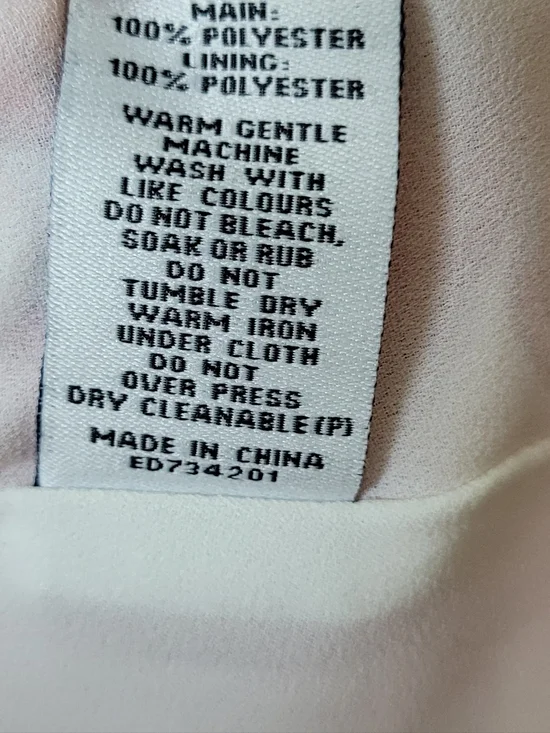 MAIN:
100% POLYESTER
LINING:
100% POLYESTER
WARM GENTLE
MACHINE
WASH WITH
LIKE COLOURS
DO NOT BLEACH,
SOAK OR RUB
DO NOT
TUMBLE DRY
WARM IRON
UNDER CLOTH
DO NOT
OVER PRESS
DRY CLEANABLE (P)
MADE IN CHINA
ED734201